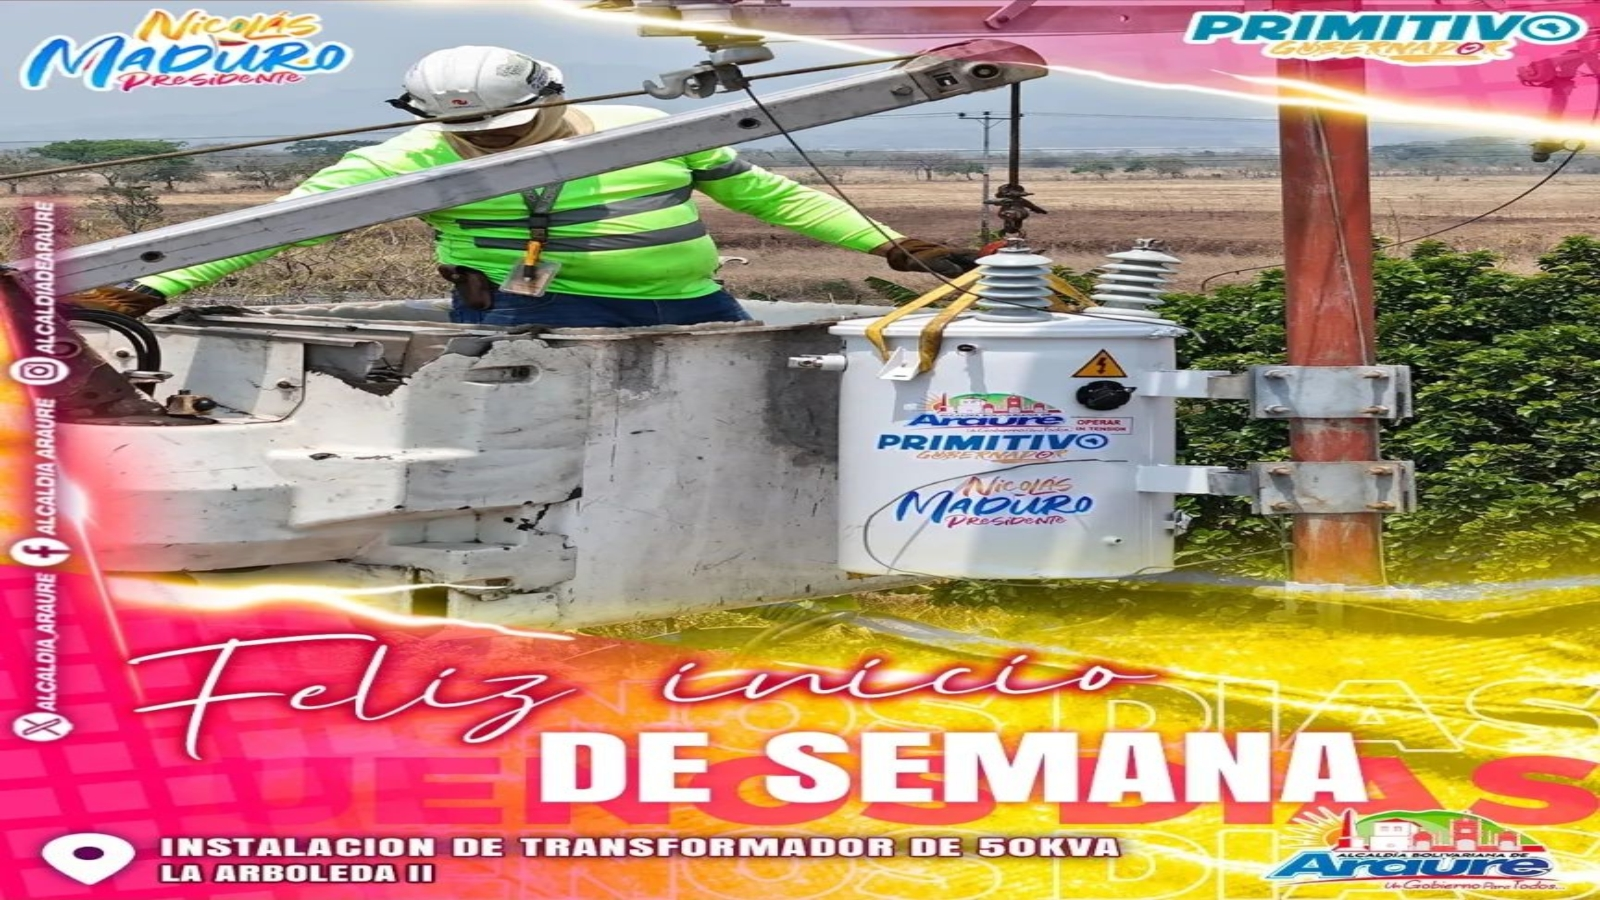 NICOLÁS
MADURO
PRESIDENTE
PRIMITIVO
GOBERNADOR
ALCALDIADEARAURE
ALCALDIA ARAURE
ALCALDIA_ARAURE
Araure
OPERAR
PRIMITIVO
GOBERNADOR
NICOLÁS
MADURO
PRESIDENTE
Feliz inicio
DE SEMANA
BUENOS DIAS
INSTALACION DE TRANSFORMADOR DE 50KVA
LA ARBOLEDA II
ALCALDÍA BOLIVARIANA DE
Araure
Un Gobierno Para Todos...